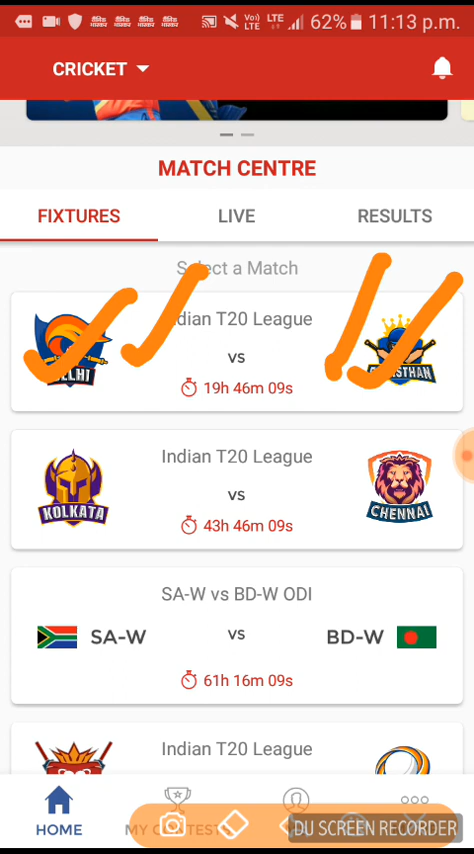 LTE 62% 11:13 p.m.
CRICKET
MATCH CENTRE
FIXTURES LIVE RESULTS
a Match
Indian T20 League
vs
19h 46m 09s
Indian T20 League
KOLKATA vs CHENNAI
43h 46m 09s
SA-W vs BD-W ODI
SA-W vs BD-W
61h 16m 09s
Indian T20 League
HOME
DU SCREEN RECORDER